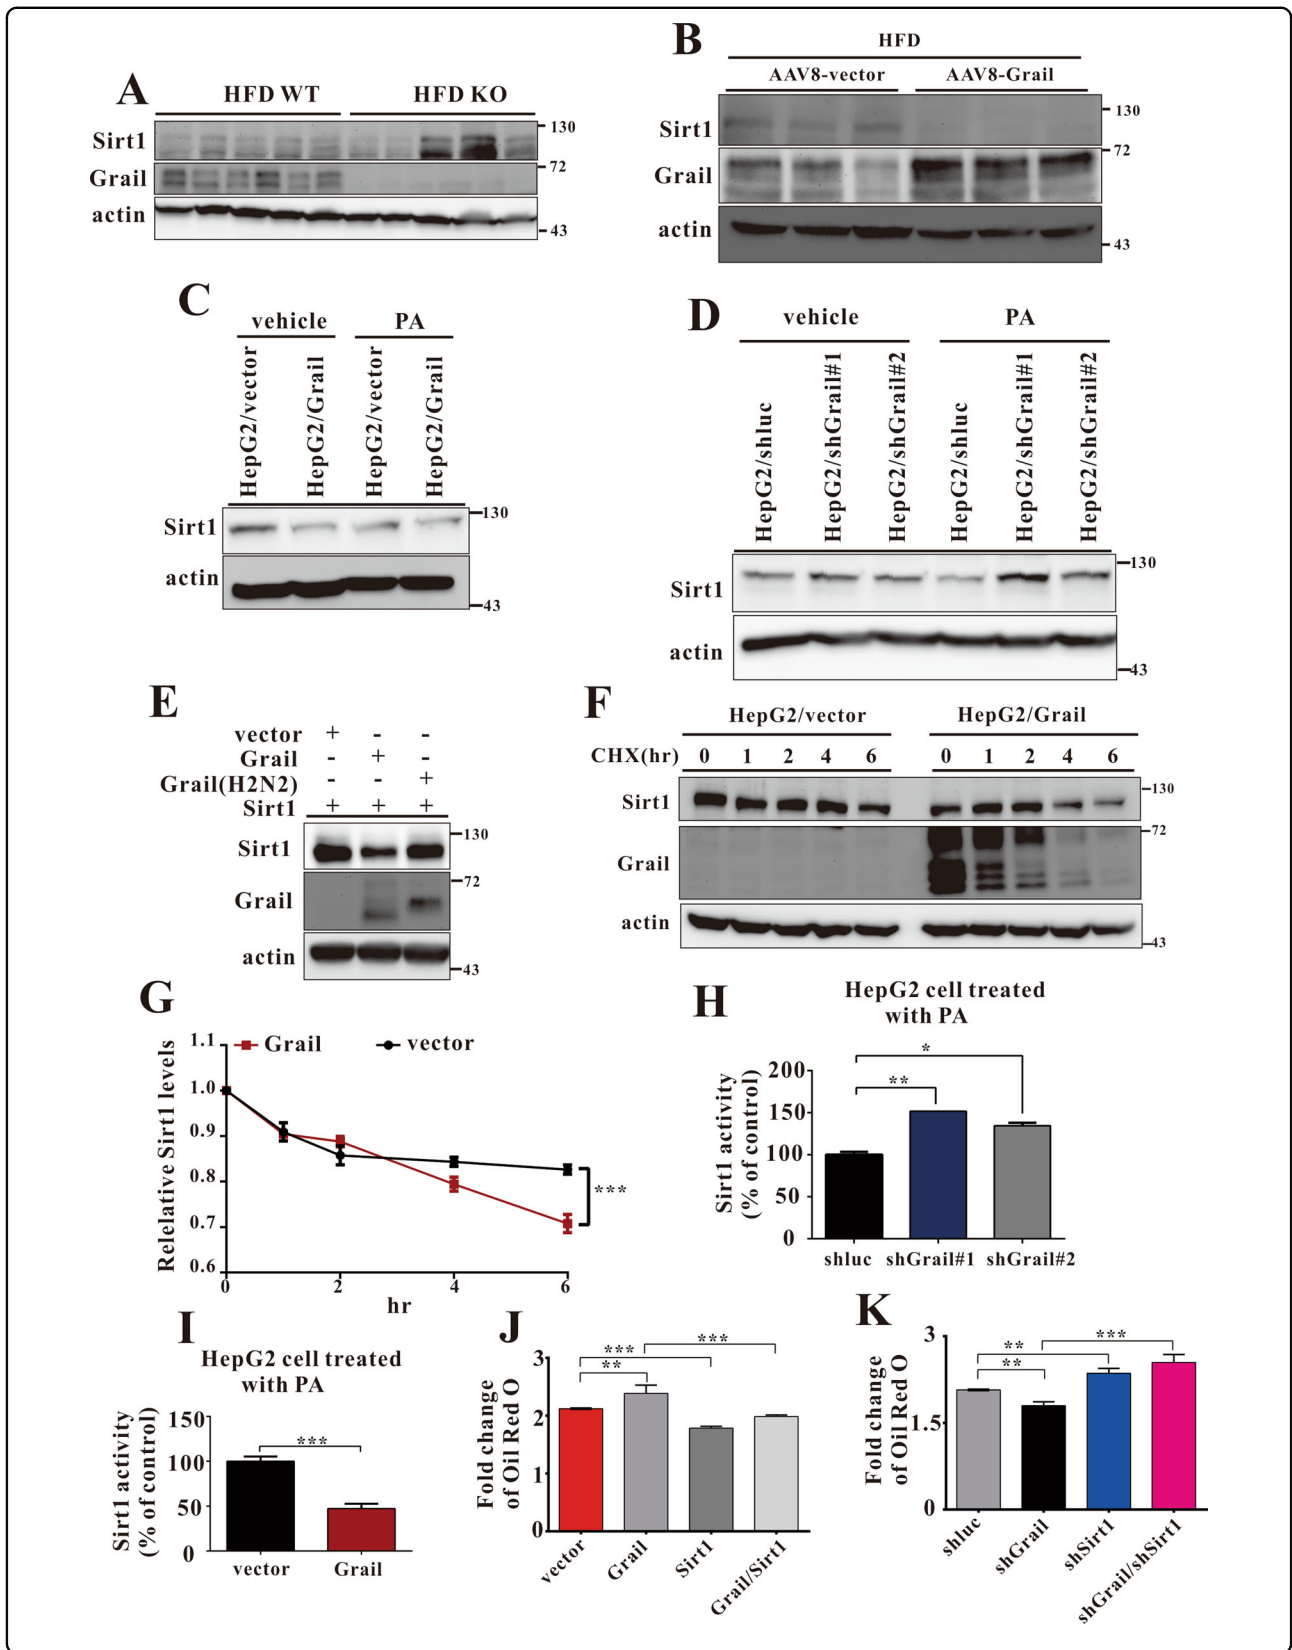 A
HFD WT HFD KO
Sirt1
130
Grail
72
actin
43
B
HFD
AAV8-vector AAV8-Grail
Sirt1
130
Grail
72
actin
43
C
vehicle PA
HepG2/vector
HepG2/Grail
HepG2/vector
HepG2/Grail
Sirt1
130
actin
43
D
vehicle PA
HepG2/shluc
HepG2/shGrail#1
HepG2/shGrail#2
HepG2/shluc
HepG2/shGrail#1
HepG2/shGrail#2
Sirt1
130
actin
43
E
vector + - -
Grail - + -
Grail(H2N2) - - +
Sirt1 + + +
Sirt1
130
Grail
72
actin
43
F
HepG2/vector HepG2/Grail
CHX(hr) 0 1 2 4 6 0 1 2 4 6
Sirt1
130
Grail
72
actin
43
G
Relelative Sirt1 levels
1.1
1.0
0.9
0.8
0.7
0.6
Grail vector
***
0 2 4 6
hr
H
HepG2 cell treated
with PA
Sirt1 activity
(% of control)
200
150
100
50
0
*
**
shluc shGrail#1 shGrail#2
I
HepG2 cell treated
with PA
Sirt1 activity
(% of control)
150
100
50
0
***
vector Grail
J
Fold change
of Oil Red O
3
2
1
0
***
***
**
vector
Grail
Sirt1
Grail/Sirt1
K
Fold change
of Oil Red O
3
1.5
0
***
**
**
shluc
shGrail
shSirt1
shGrail/shSirt1